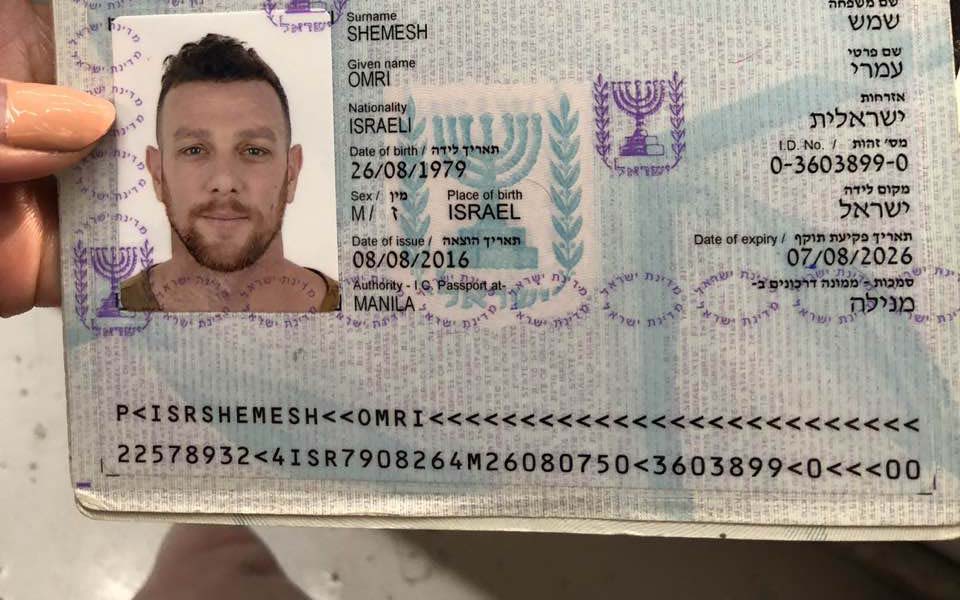 Surname
שם משפחה
SHEMESH
שמש
Given name
שם פרטי
OMRI
עמרי
Nationality
אזרחות
ISRAELI
ישראלית
Date of birth / תאריך לידה
I.D. No. / מס׳ זהות
26/08/1979
0-3603899-0
Sex / מין
Place of birth
מקום לידה
M / ז
ISRAEL
ישראל
Date of issue / תאריך הוצאה
Date of expiry / תאריך פקיעת תוקף
08/08/2016
07/08/2026
Authority - I.C. Passport at-
סמכות - ממונה דרכונים ב-
MANILA
מנילה
P<ISRSHEMESH<<OMRI<<<<<<<<<<<<<<<<<<<<<<<<<<
22578932<4ISR7908264M26080750<3603899<0<<<00
מדינת ישראל
ישראל